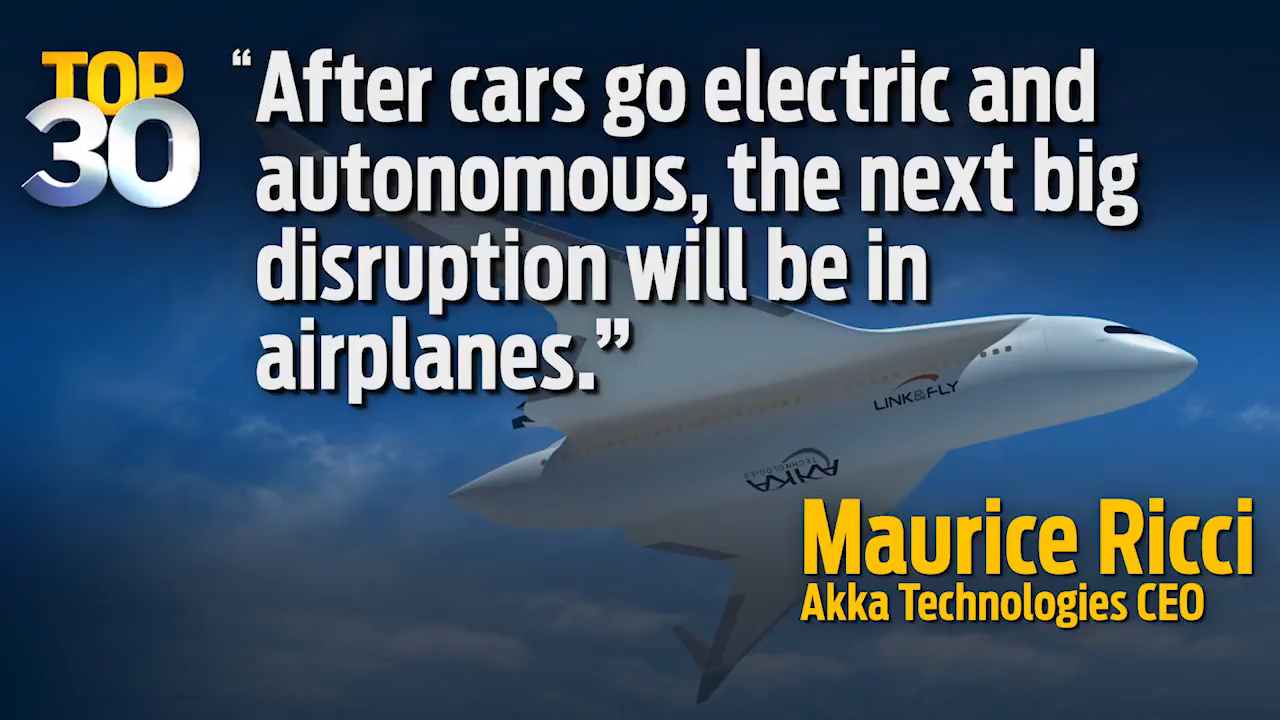 TOP
30
“After cars go electric and
autonomous, the next big
disruption will be in
airplanes.”
LINK&FLY
AKKA
TECHNOLOGIES
Maurice Ricci
Akka Technologies CEO